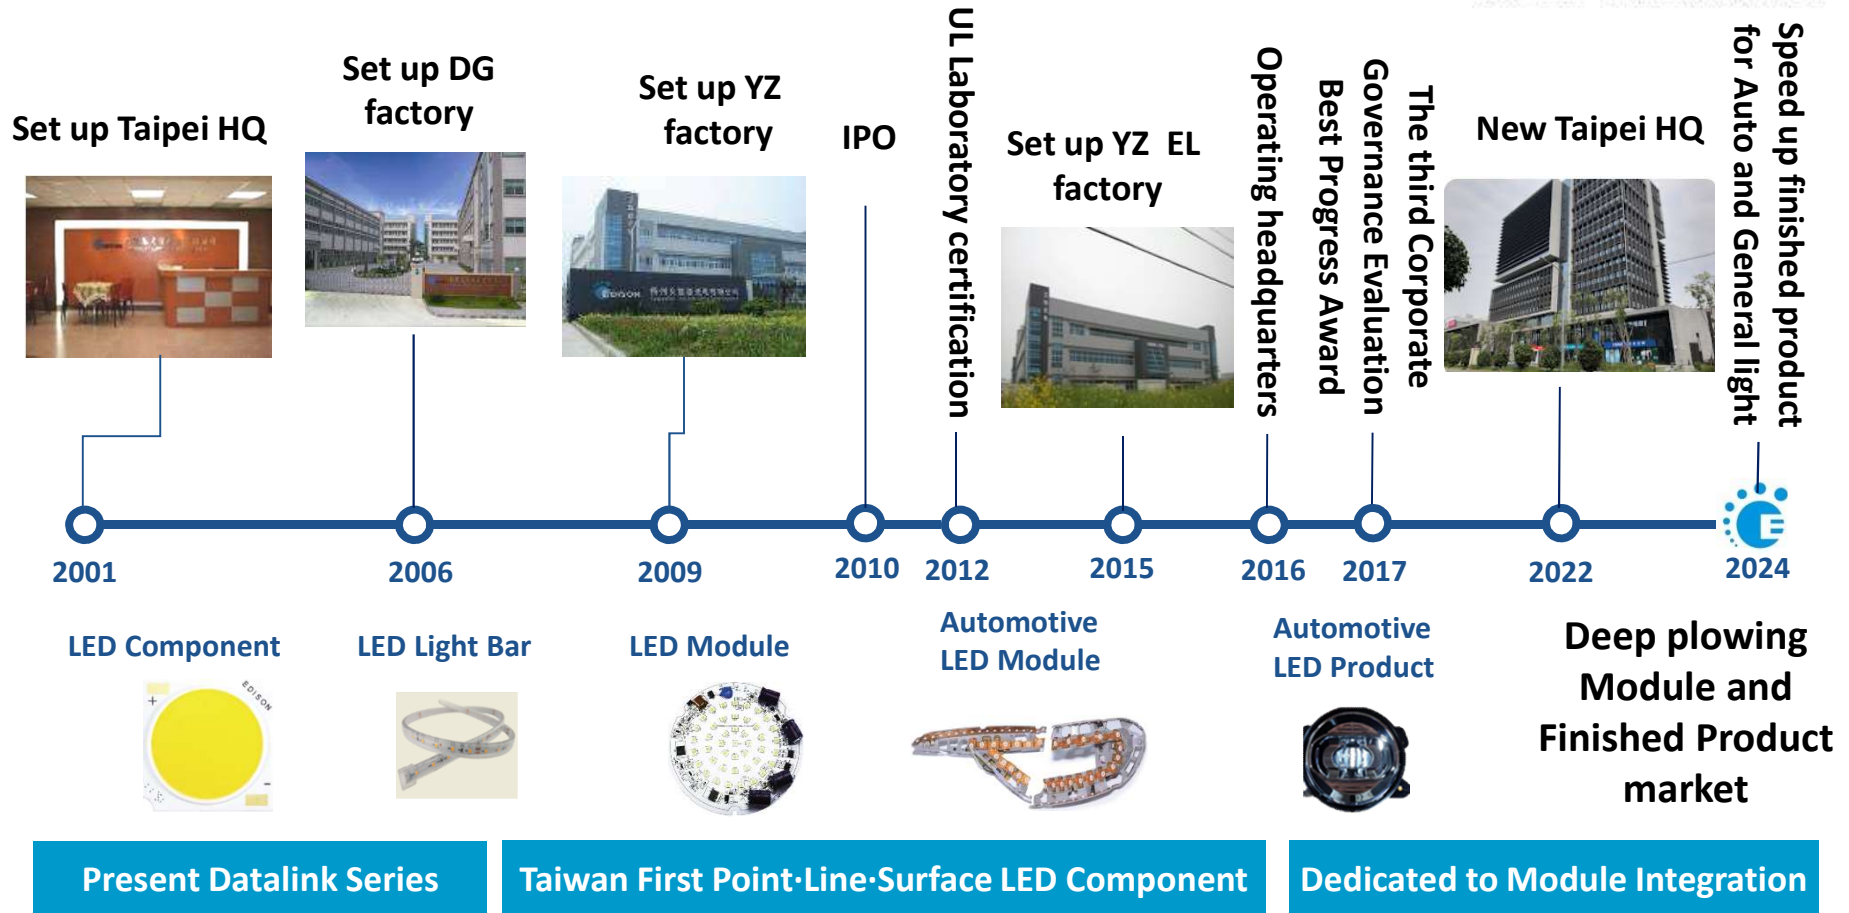 Set up Taipei HQ
Set up DG
factory
Set up YZ
factory
IPO
UL Laboratory certification
Set up YZ EL
factory
Operating headquarters
The third Corporate
Governance Evaluation
Best Progress Award
New Taipei HQ
Speed up finished product
for Auto and General light
EDISON
E
2001
2006
2009
2010
2012
2015
2016
2017
2022
2024
LED Component
LED Light Bar
LED Module
Automotive
LED Module
Automotive
LED Product
EDISON
+
-
Deep plowing
Module and
Finished Product
market
Present Datalink Series
Taiwan First Point·Line·Surface LED Component
Dedicated to Module Integration